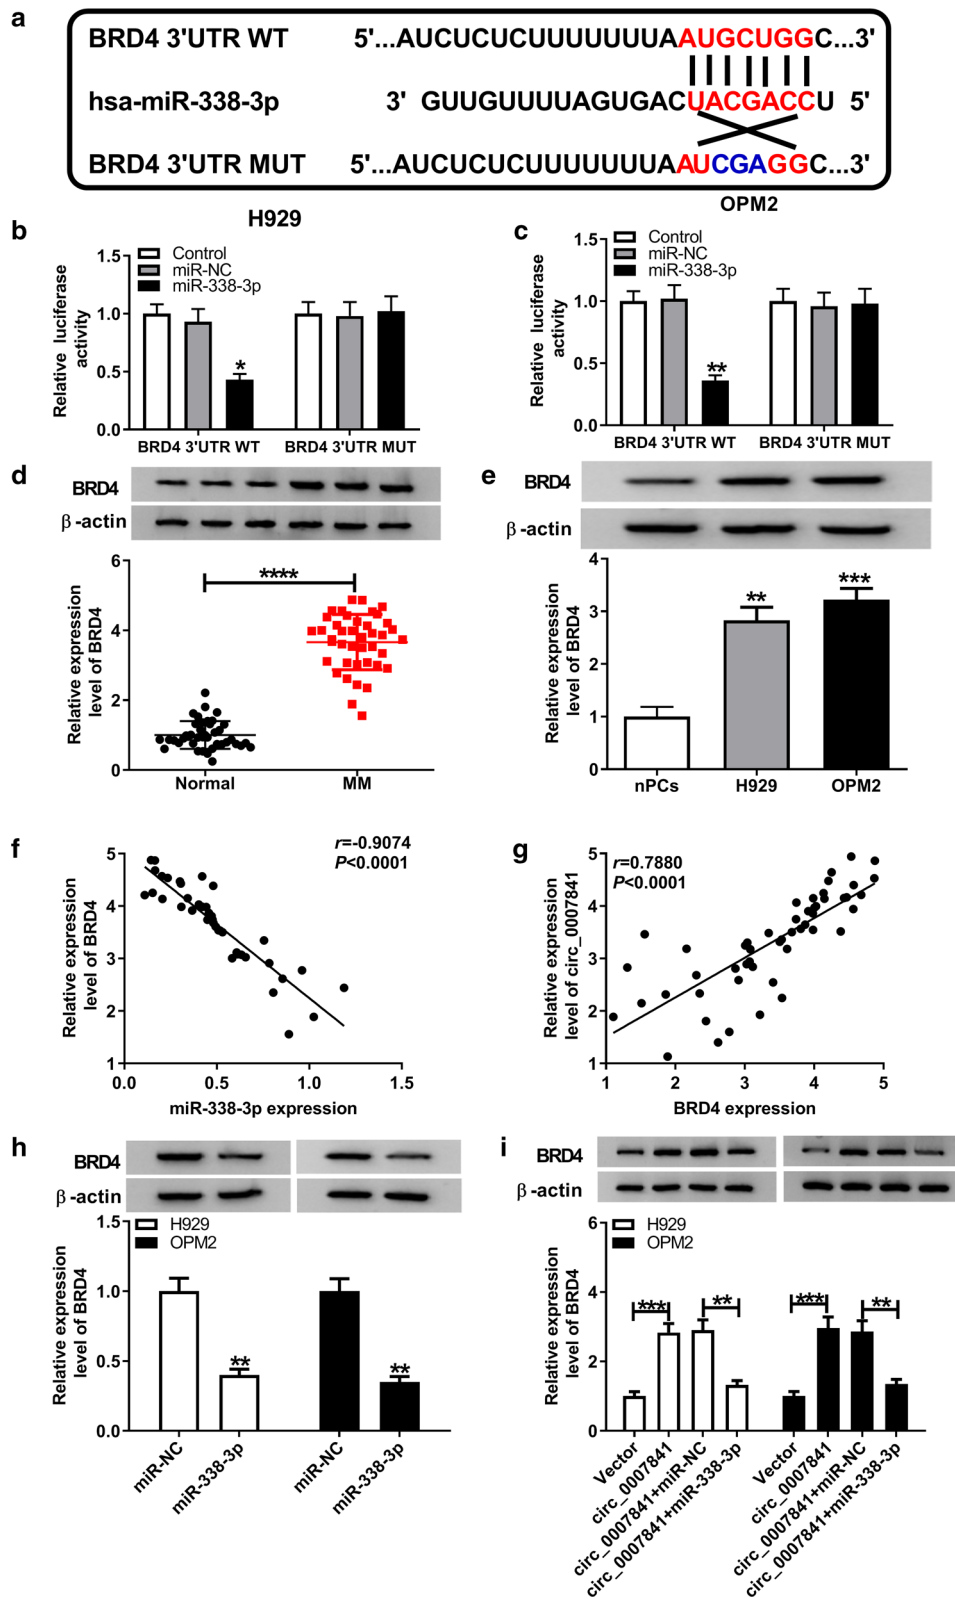 a
BRD4 3'UTR WT 5'...AUCUCUCUUUUUUUAAUGCUGGC...3'
hsa-miR-338-3p 3' GUUGUUUUAGUGACUACGACCU 5'
BRD4 3'UTR MUT 5'...AUCUCUCUUUUUUUAAUCGAGGC...3'
b
H929
Control
miR-NC
miR-338-3p
Relative luciferase
activity
1.5
1.0
0.5
0.0
*
BRD4 3'UTR WT BRD4 3'UTR MUT
c
OPM2
Control
miR-NC
miR-338-3p
Relative luciferase
activity
1.5
1.0
0.5
0.0
**
BRD4 3'UTR WT BRD4 3'UTR MUT
d
BRD4
β-actin
Relative expression
level of BRD4
6
4
2
0
****
Normal MM
e
BRD4
β-actin
Relative expression
level of BRD4
4
3
2
1
0
**
***
nPCs H929 OPM2
f
r=-0.9074
P<0.0001
Relative expression
level of BRD4
5
4
3
2
1
0.0 0.5 1.0 1.5
miR-338-3p expression
g
r=0.7880
P<0.0001
Relative expression
level of circ_0007841
5
4
3
2
1
1 2 3 4 5
BRD4 expression
h
BRD4
β-actin
H929
OPM2
Relative expression
level of BRD4
1.5
1.0
0.5
0.0
**
**
miR-NC
miR-338-3p
miR-NC
miR-338-3p
i
BRD4
β-actin
H929
OPM2
Relative expression
level of BRD4
6
4
2
0
***
**
***
**
Vector
circ_0007841
circ_0007841+miR-NC
circ_0007841+miR-338-3p
Vector
circ_0007841
circ_0007841+miR-NC
circ_0007841+miR-338-3p